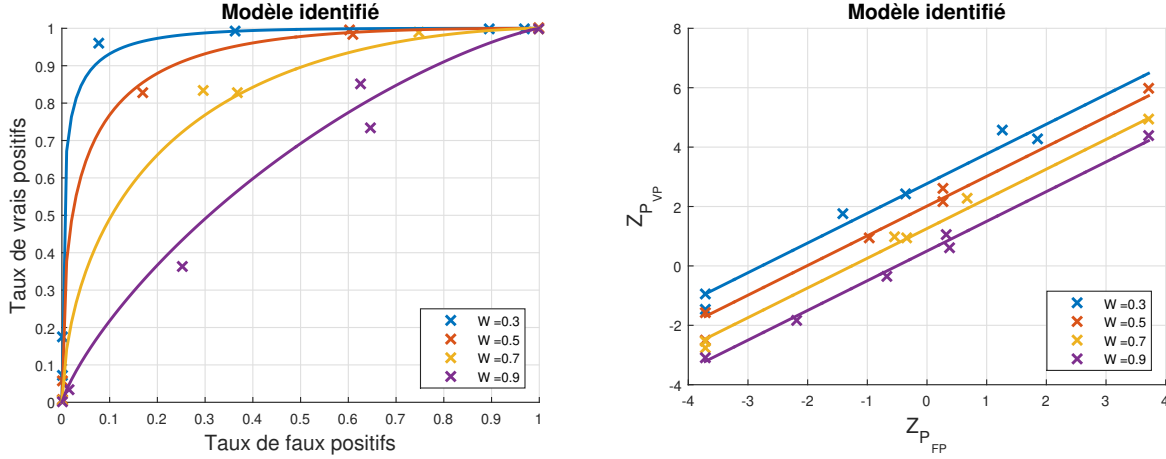 Modèle identifié
Taux de vrais positifs
1
0.9
0.8
0.7
0.6
0.5
0.4
0.3
0.2
0.1
1
0 0.1 0.2 0.3 0.4 0.5 0.6 0.7 0.8 0.9 1
Taux de faux positifs
W =0.3
W =0.5
W =0.7
W =0.9
Modèle identifié
Z_{P_{VP}}
8
6
4
2
0
-2
-4
-4 -3 -2 -1 0 1 2 3 4
Z_{P_{FP}}
W =0.3
W =0.5
W =0.7
W =0.9